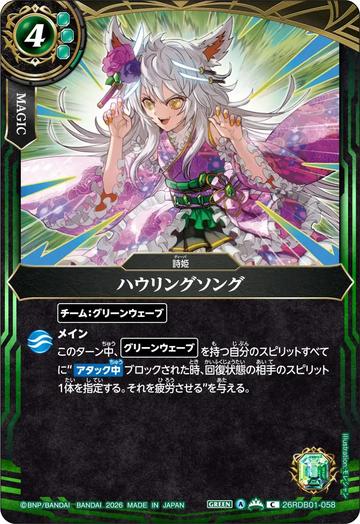 4
MAGIC
ディーバ
詩姫
ハウリングソング
チーム:グリーンウェーブ
メイン
このターン中、グリーンウェーブを持つ自分のスピリットすべて
に“アタック中 ブロックされた時、回復状態の相手のスピリット
1体を指定する。それを疲労させる”を与える。
©BNP/BANDAI BANDAI 2026 MADE IN JAPAN GREEN A C 26RDB01-058